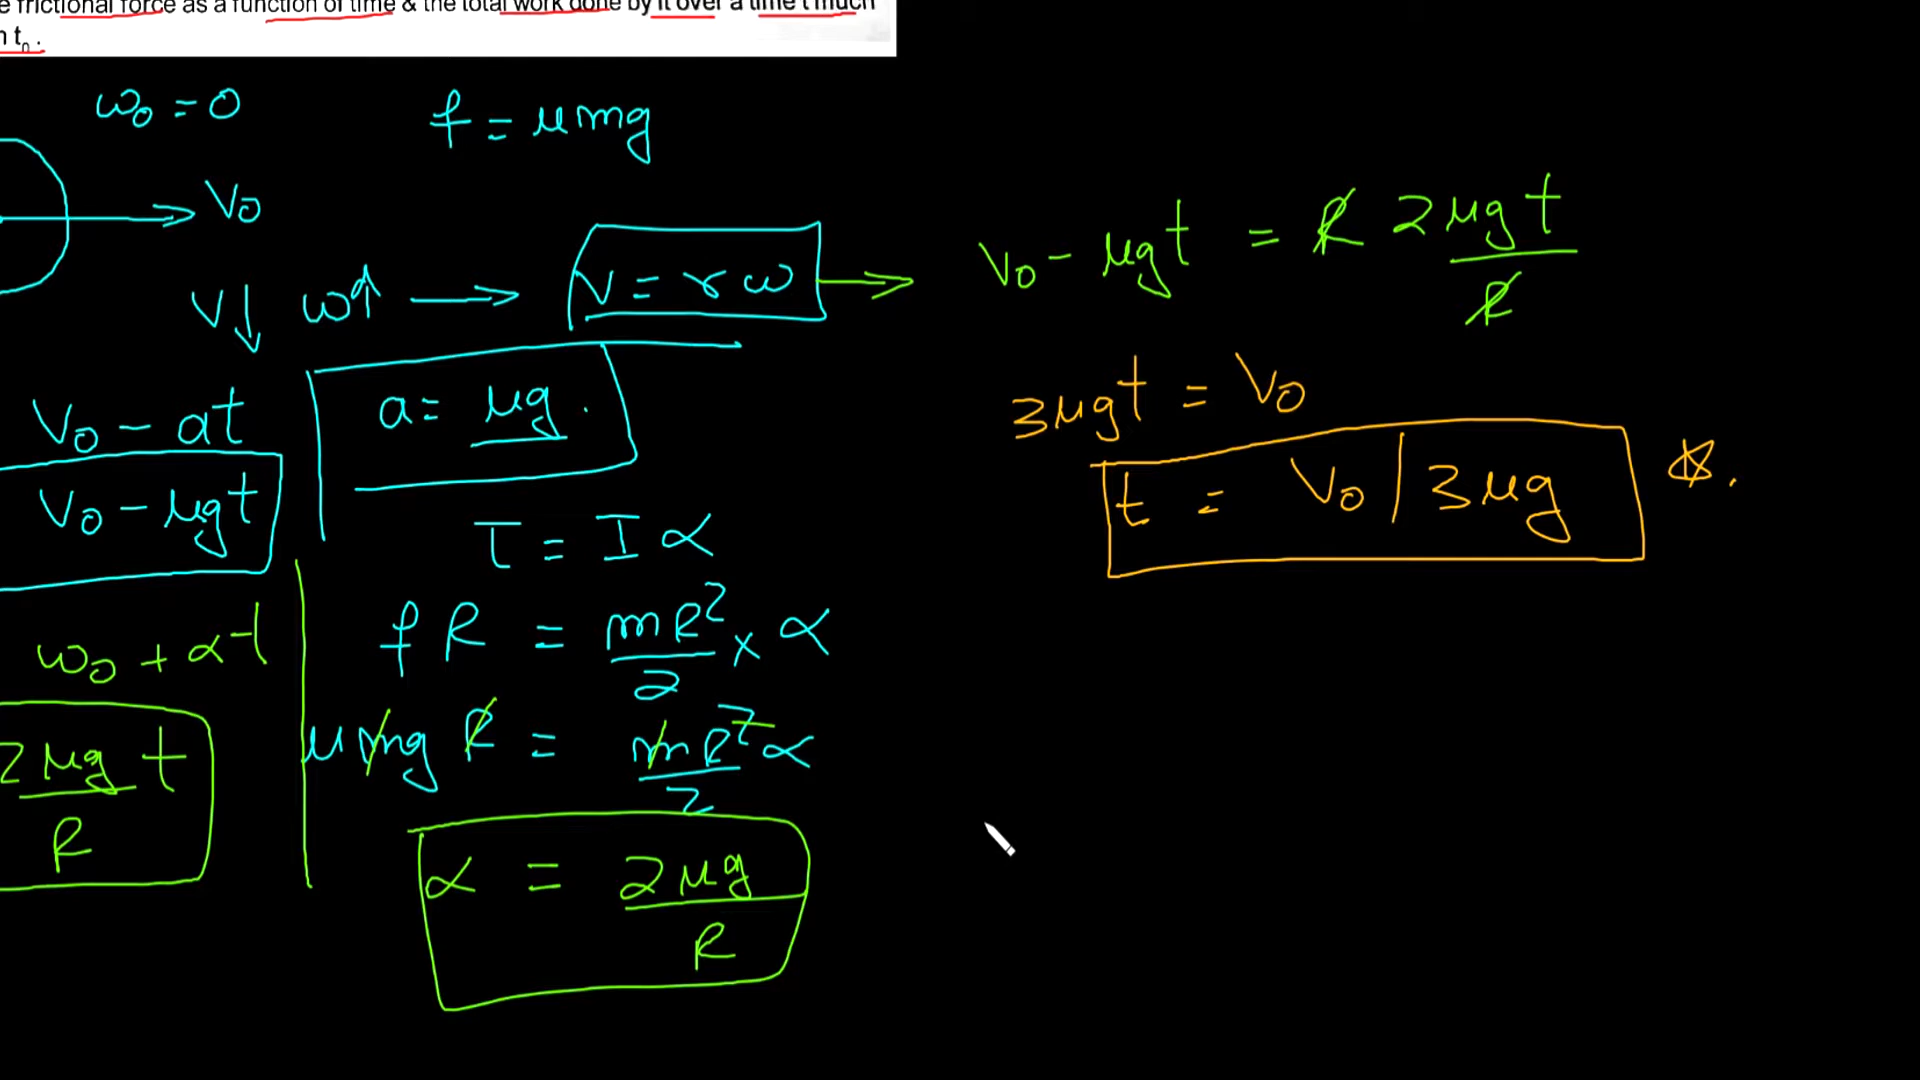 frictional force as a function of time & the total work done by it over a time t much
t₀.
ω₀ = 0
f = μmg
V₀
V↓ ω↑ → V = rω →
V₀ - μgt = R 2μgt / R
3μgt = V₀
t = V₀ / 3μg
V₀ - at
a = μg.
V₀ - μgt
τ = Iα
ω₀ + αt
fR = mR² / 2 × α
μmgR = mR² / 2 α
2μg / R t
α = 2μg / R